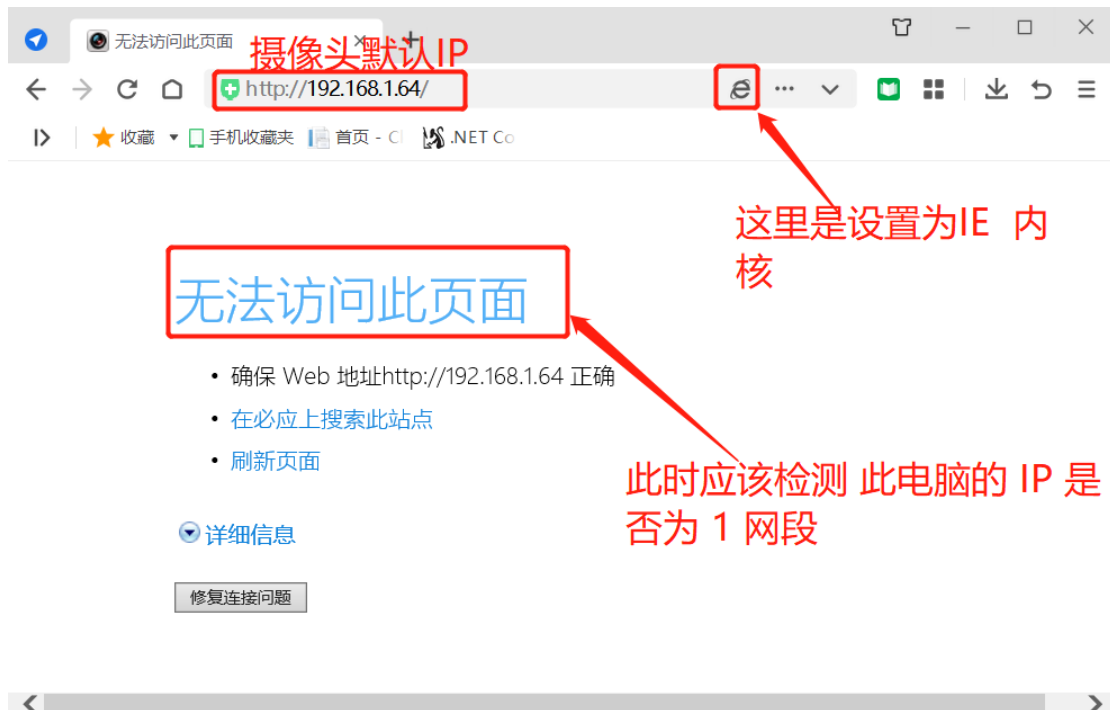 无法访问此页面
摄像头默认IP
http://192.168.1.64/
收藏 手机收藏夹 首页 - .NET Co
这里是设置为IE 内
核
无法访问此页面
• 确保 Web 地址http://192.168.1.64 正确
• 在必应上搜索此站点
• 刷新页面
此时应该检测 此电脑的 IP 是
否为 1 网段
详细信息
修复连接问题